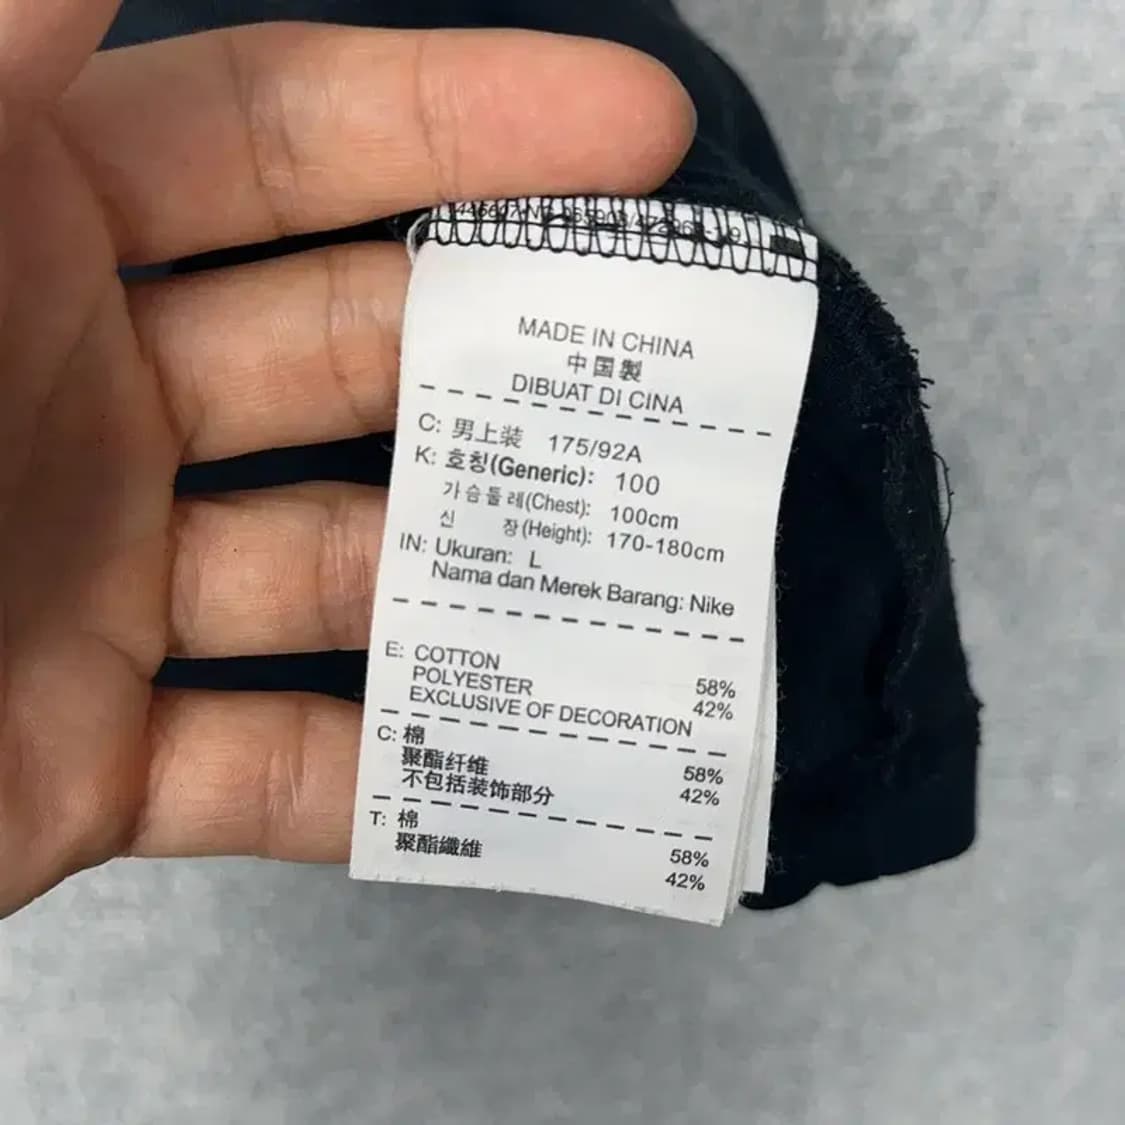 MADE IN CHINA
中国製
DIBUAT DI CINA
C: 男上装 175/92A
K: 호칭(Generic): 100
가슴둘레(Chest): 100cm
신 장(Height): 170-180cm
IN: Ukuran: L
Nama dan Merek Barang: Nike
E: COTTON 58%
POLYESTER 42%
EXCLUSIVE OF DECORATION
C: 棉 58%
聚酯纤维 42%
不包括装饰部分
T: 棉 58%
聚酯纖維 42%